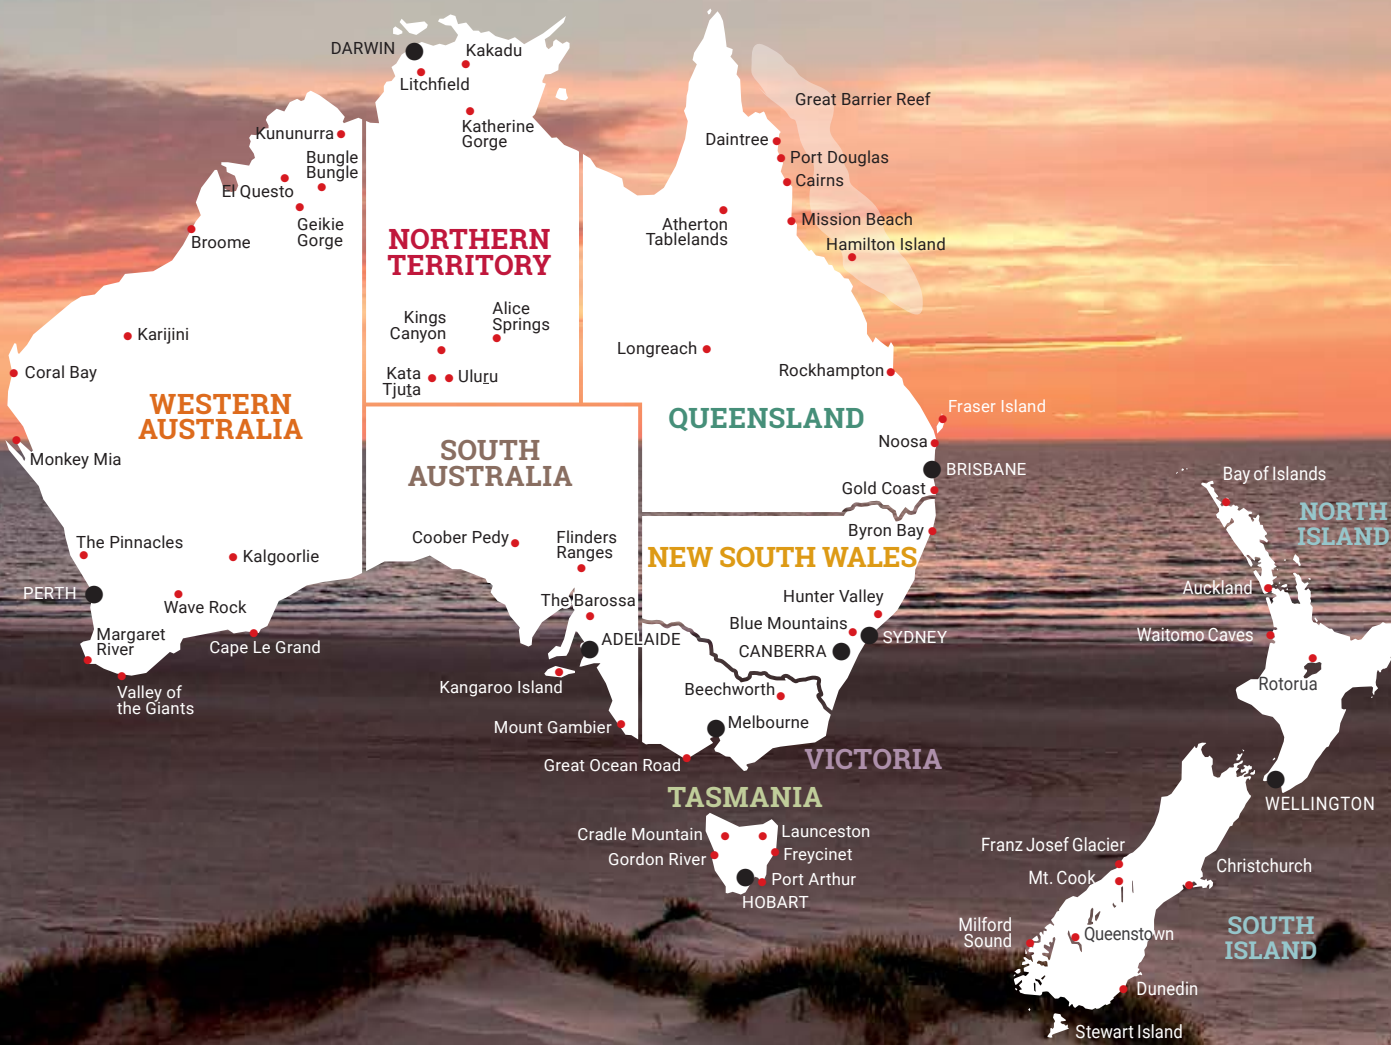 DARWIN
Kakadu
Litchfield
Katherine
Gorge
Kununurra
Bungle
Bungle
El Questo
Geikie
Gorge
Broome
NORTHERN
TERRITORY
Kings
Canyon
Alice
Springs
Kata
Tjuṯa
Uluṟu
Great Barrier Reef
Daintree
Port Douglas
Cairns
Atherton
Tablelands
Mission Beach
Hamilton Island
Karijini
Coral Bay
WESTERN
AUSTRALIA
Monkey Mia
Longreach
Rockhampton
QUEENSLAND
Fraser Island
Noosa
BRISBANE
Gold Coast
SOUTH
AUSTRALIA
Coober Pedy
Flinders
Ranges
The Barossa
ADELAIDE
Kangaroo Island
Mount Gambier
The Pinnacles
Kalgoorlie
PERTH
Wave Rock
Margaret
River
Cape Le Grand
Valley of
the Giants
Byron Bay
NEW SOUTH WALES
Hunter Valley
Blue Mountains
SYDNEY
CANBERRA
Beechworth
Melbourne
Great Ocean Road
VICTORIA
TASMANIA
Cradle Mountain
Launceston
Gordon River
Freycinet
Port Arthur
HOBART
Bay of Islands
NORTH
ISLAND
Auckland
Waitomo Caves
Rotorua
WELLINGTON
Franz Josef Glacier
Mt. Cook
Christchurch
Milford
Sound
Queenstown
SOUTH
ISLAND
Dunedin
Stewart Island